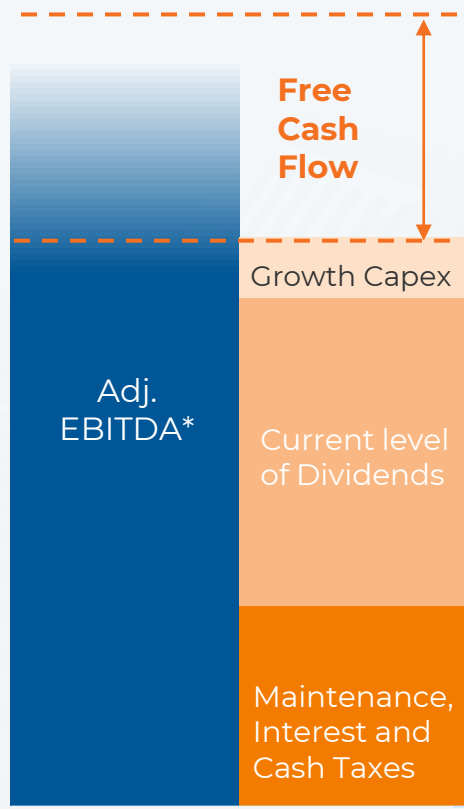 Free
Cash
Flow
Growth Capex
Adj.
EBITDA*
Current level
of Dividends
Maintenance,
Interest and
Cash Taxes